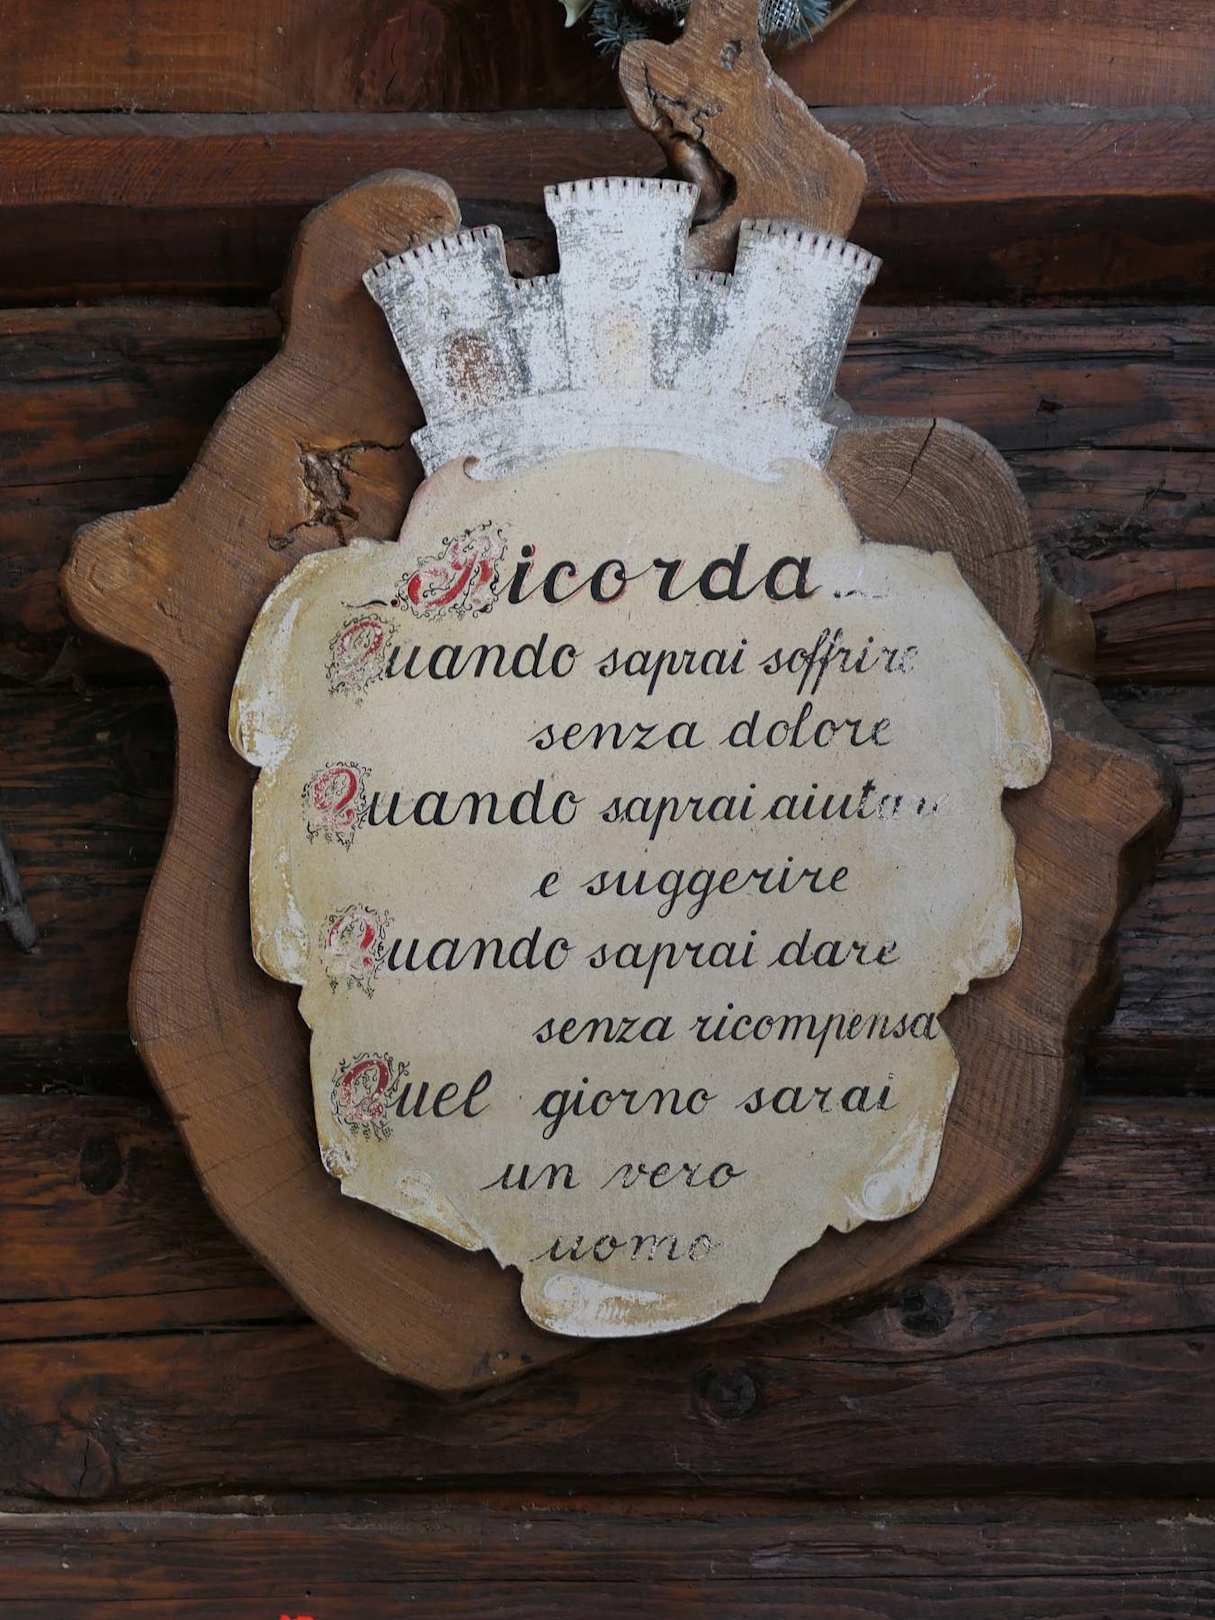 Ricorda...
Quando saprai soffrire
senza dolore
Quando saprai aiutare
e suggerire
Quando saprai dare
senza ricompensa
Quel giorno sarai
un vero
uomo